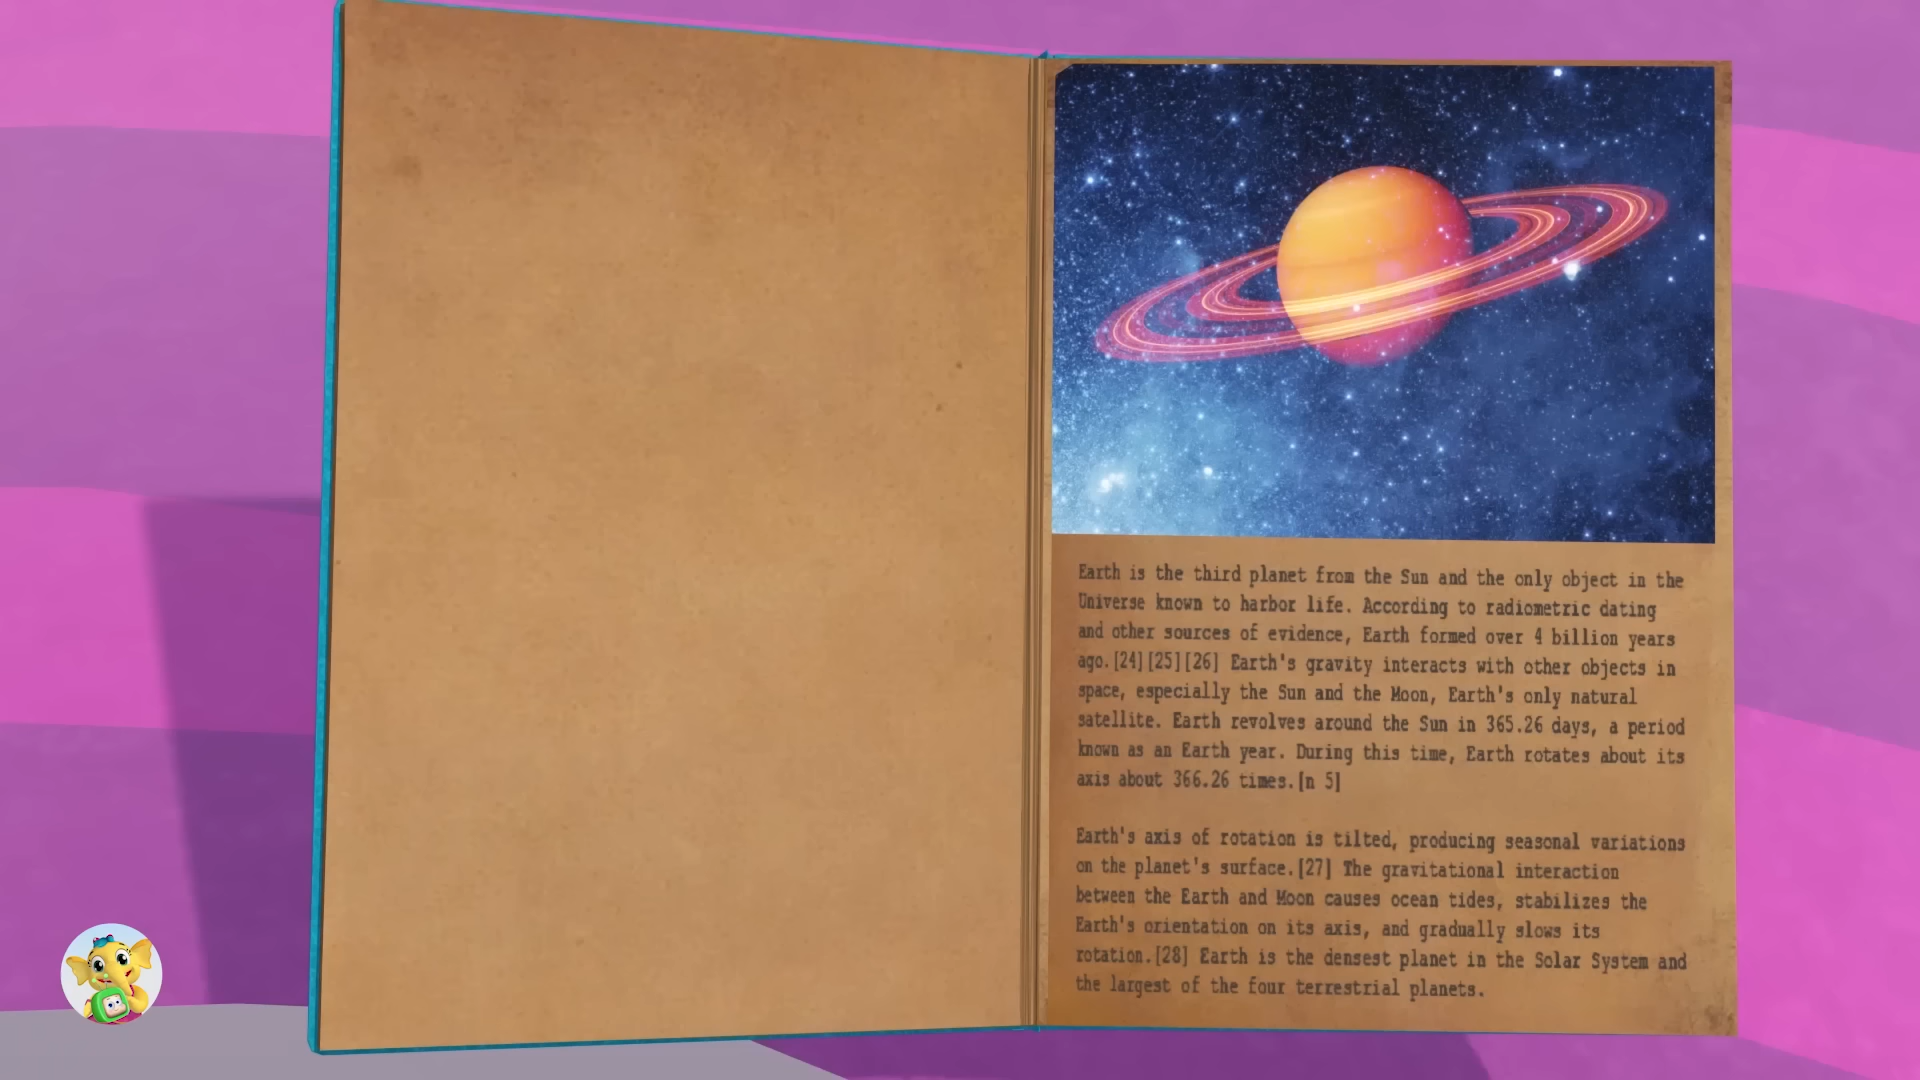 Earth is the third planet from the Sun and the only object in the
Universe known to harbor life. According to radiometric dating
and other sources of evidence, Earth formed over 4 billion years
ago.[24][25][26] Earth's gravity interacts with other objects in
space, especially the Sun and the Moon, Earth's only natural
satellite. Earth revolves around the Sun in 365.26 days, a period
known as an Earth year. During this time, Earth rotates about its
axis about 366.26 times.[n 5]
Earth's axis of rotation is tilted, producing seasonal variations
on the planet's surface.[27] The gravitational interaction
between the Earth and Moon causes ocean tides, stabilizes the
Earth's orientation on its axis, and gradually slows its
rotation.[28] Earth is the densest planet in the Solar System and
the largest of the four terrestrial planets.